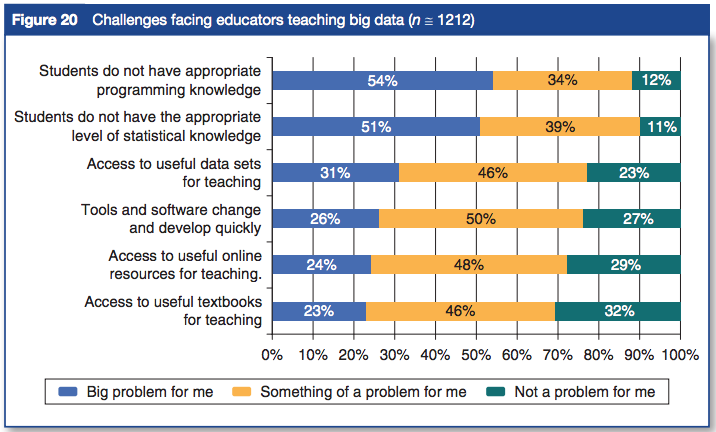 Figure 20 Challenges facing educators teaching big data (n ≅ 1212)
Students do not have appropriate
programming knowledge
54% 34% 12%
Students do not have the appropriate
level of statistical knowledge
51% 39% 11%
Access to useful data sets
for teaching
31% 46% 23%
Tools and software change
and develop quickly
26% 50% 27%
Access to useful online
resources for teaching.
24% 48% 29%
Access to useful textbooks
for teaching
23% 46% 32%
0% 10% 20% 30% 40% 50% 60% 70% 80% 90% 100%
Big problem for me Something of a problem for me Not a problem for me